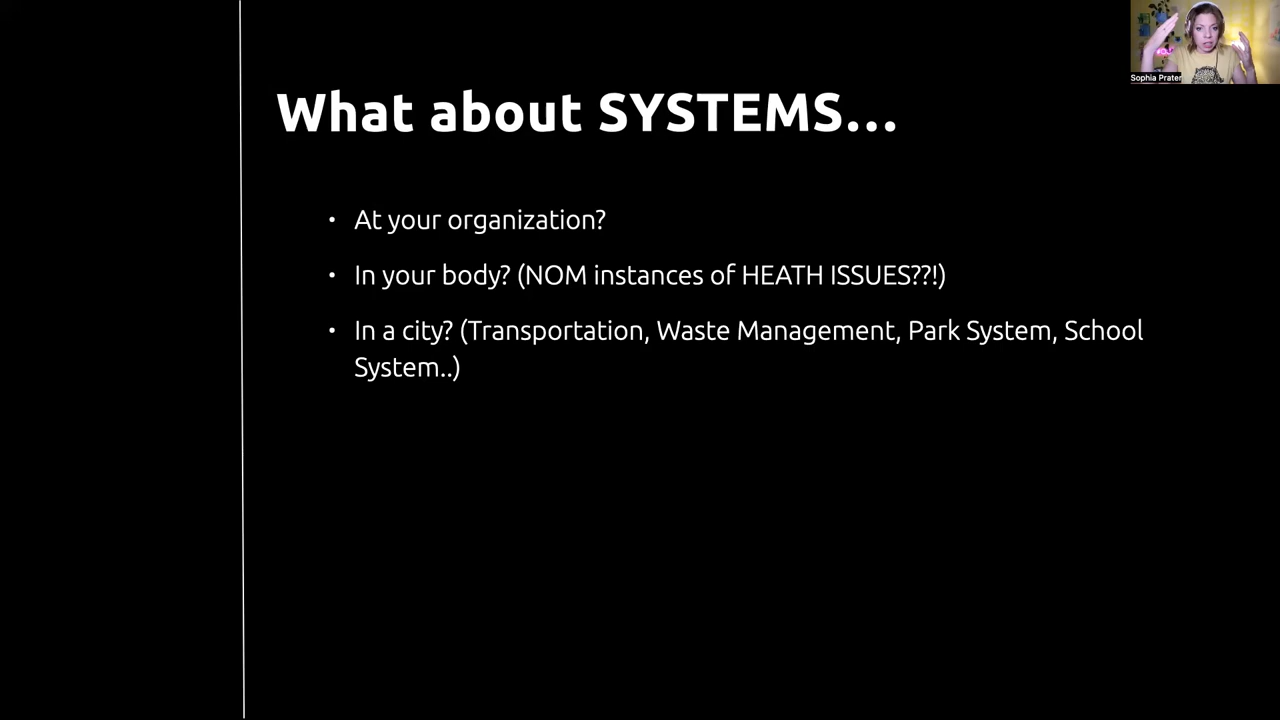 What about SYSTEMS...
• At your organization?
• In your body? (NOM instances of HEATH ISSUES??!)
• In a city? (Transportation, Waste Management, Park System, School
System..)
Sophia Prater